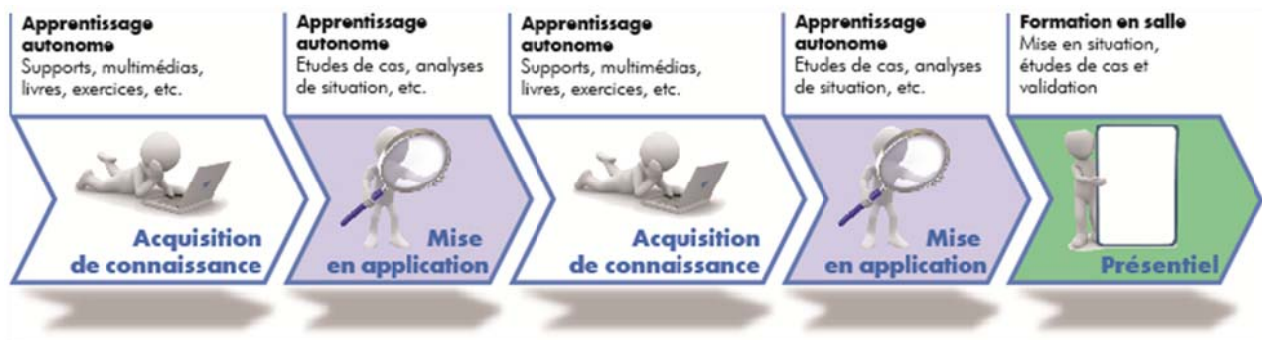 Apprentissage
autonome
Supports, multimédias,
livres, exercices, etc.
Acquisition
de connaissance
Apprentissage
autonome
Etudes de cas, analyses
de situation, etc.
Mise
en application
Apprentissage
autonome
Supports, multimédias,
livres, exercices, etc.
Acquisition
de connaissance
Apprentissage
autonome
Etudes de cas, analyses
de situation, etc.
Mise
en application
Formation en salle
Mise en situation,
études de cas et
validation
Présentiel